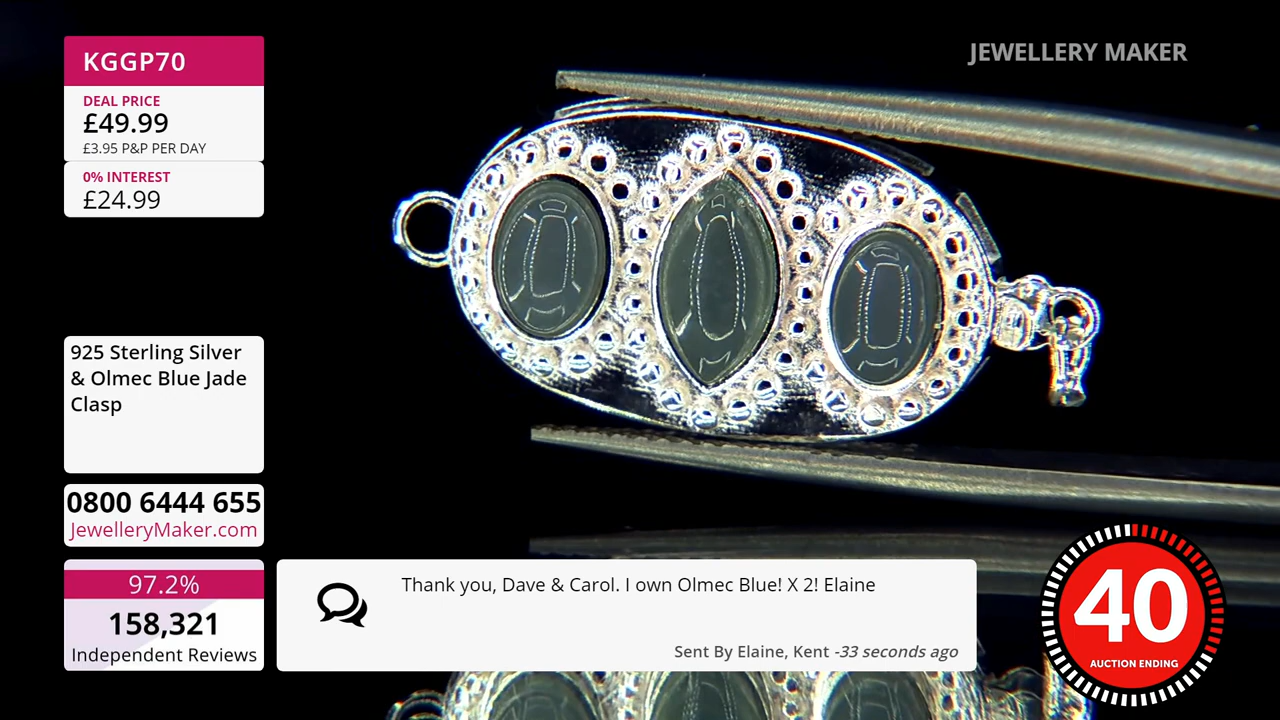 KGGP70
DEAL PRICE
£49.99
£3.95 P&P PER DAY
0% INTEREST
£24.99
925 Sterling Silver
& Olmec Blue Jade
Clasp
0800 6444 655
JewelleryMaker.com
97.2%
158,321
Independent Reviews
JEWELLERY MAKER
Thank you, Dave & Carol. I own Olmec Blue! X 2! Elaine
Sent By Elaine, Kent -33 seconds ago
40
AUCTION ENDING